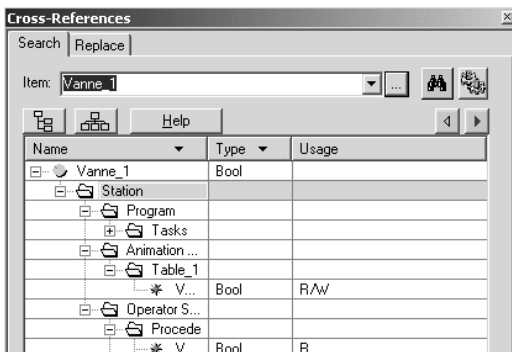 Cross-References
Search Replace
Item: Vanne_1 ...
Help
Name Type Usage
Vanne_1 Bool
Station
Program
Tasks
Animation ...
Table_1
V... Bool R/W
Operator S...
Procede
V... Bool R